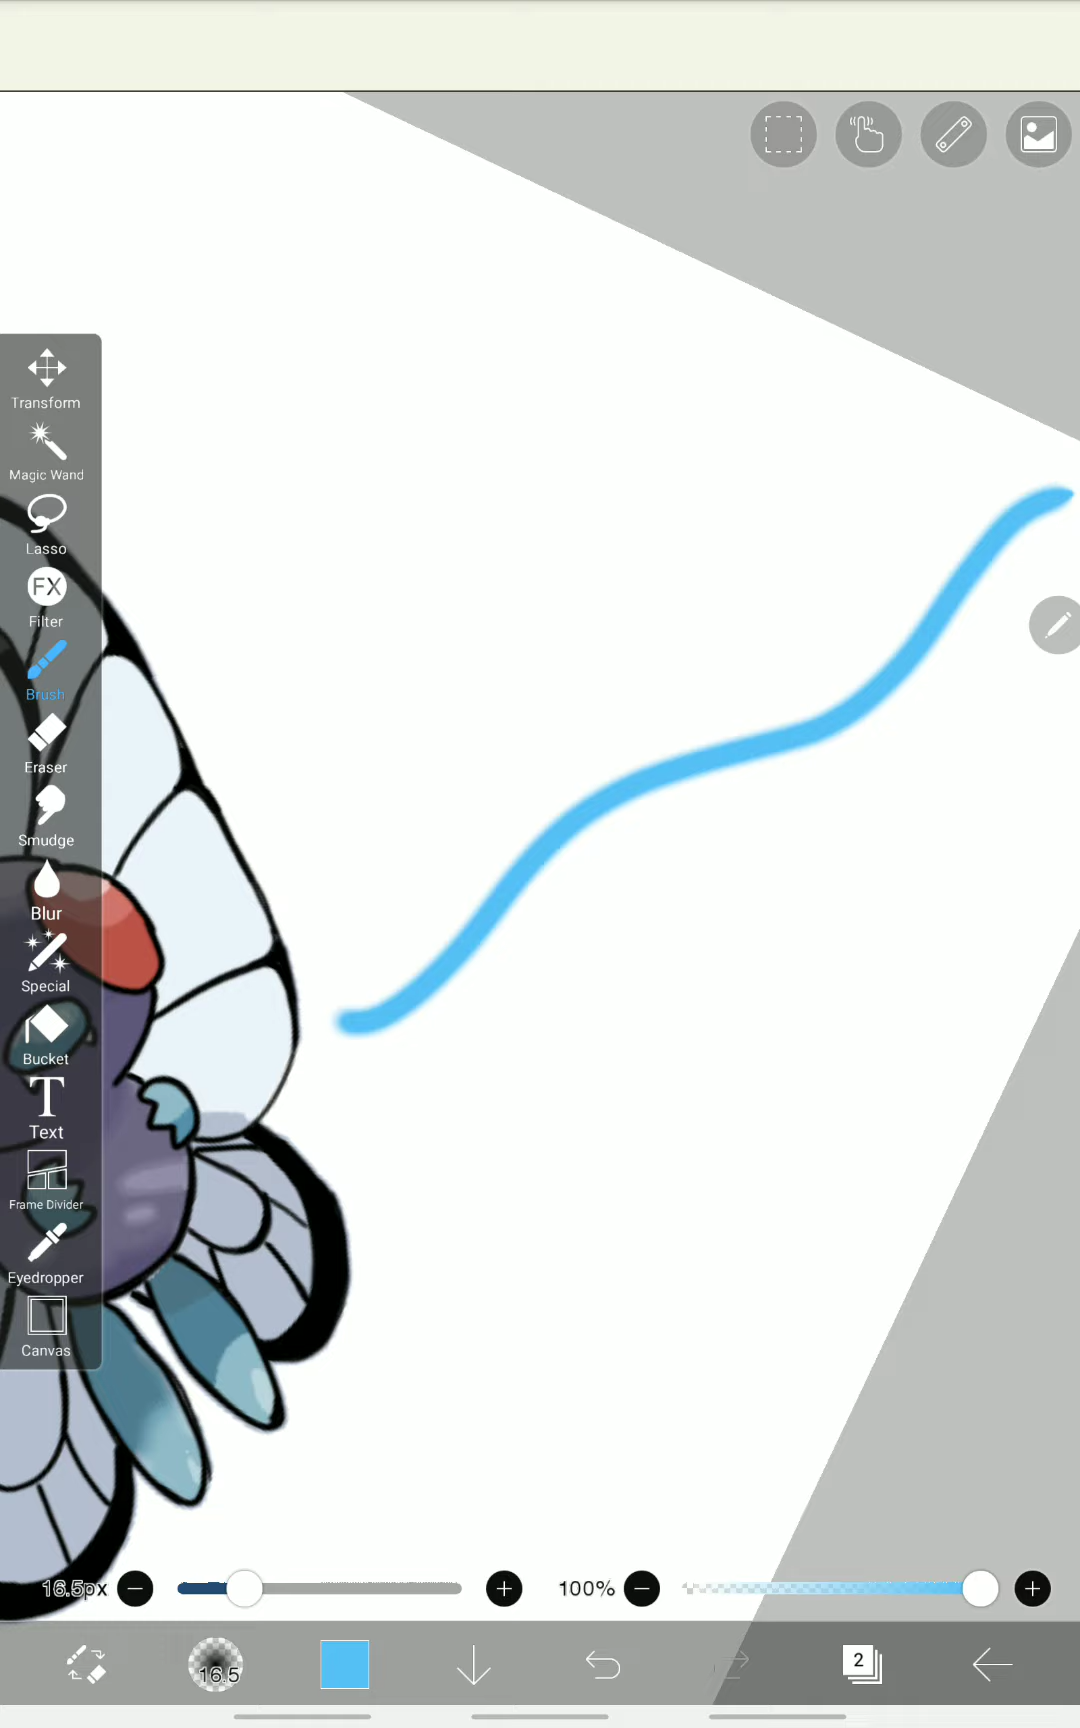 Transform
Magic Wand
Lasso
FX
Filter
Brush
Eraser
Smudge
Blur
Special
Bucket
T
Text
Frame Divider
Eyedropper
Canvas
16.5px
100%
16.5
2